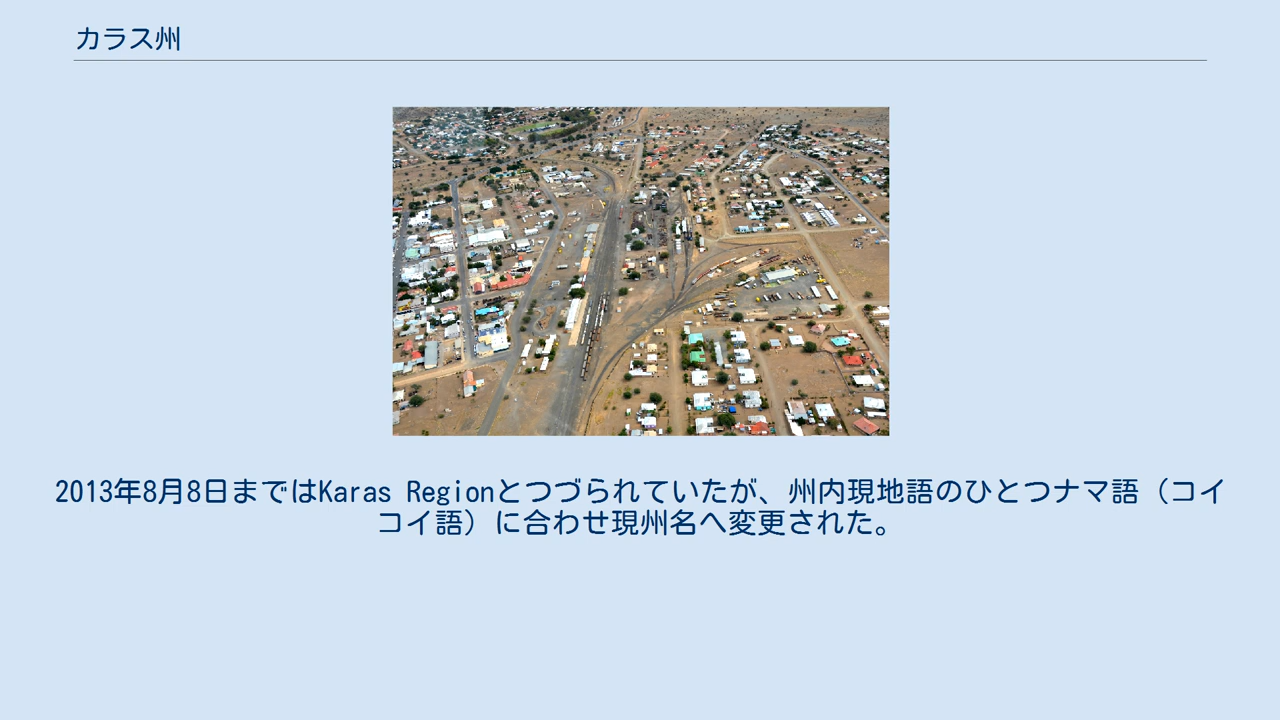 カラス州
2013年8月8日まではKaras Regionとつづられていたが、州内現地語のひとつナマ語（コイ
コイ語）に合わせ現州名へ変更された。